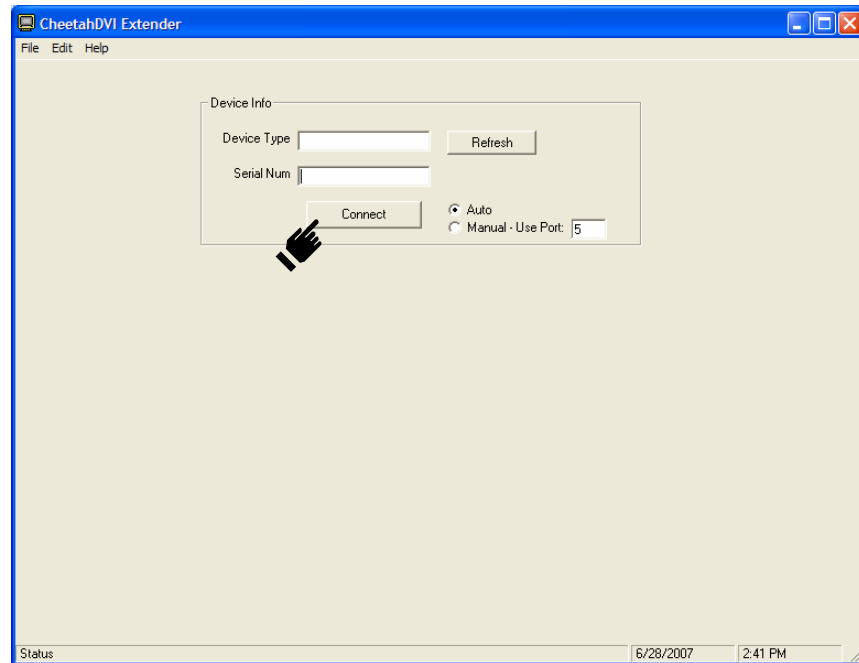 CheetahDVI Extender
File Edit Help
Device Info
Device Type
Refresh
Serial Num
Connect
Auto
Manual - Use Port: 5
Status 6/28/2007 2:41 PM